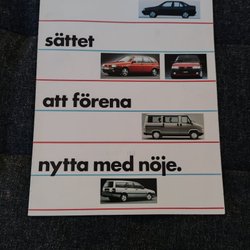 sättet
att förena
nytta med nöje.